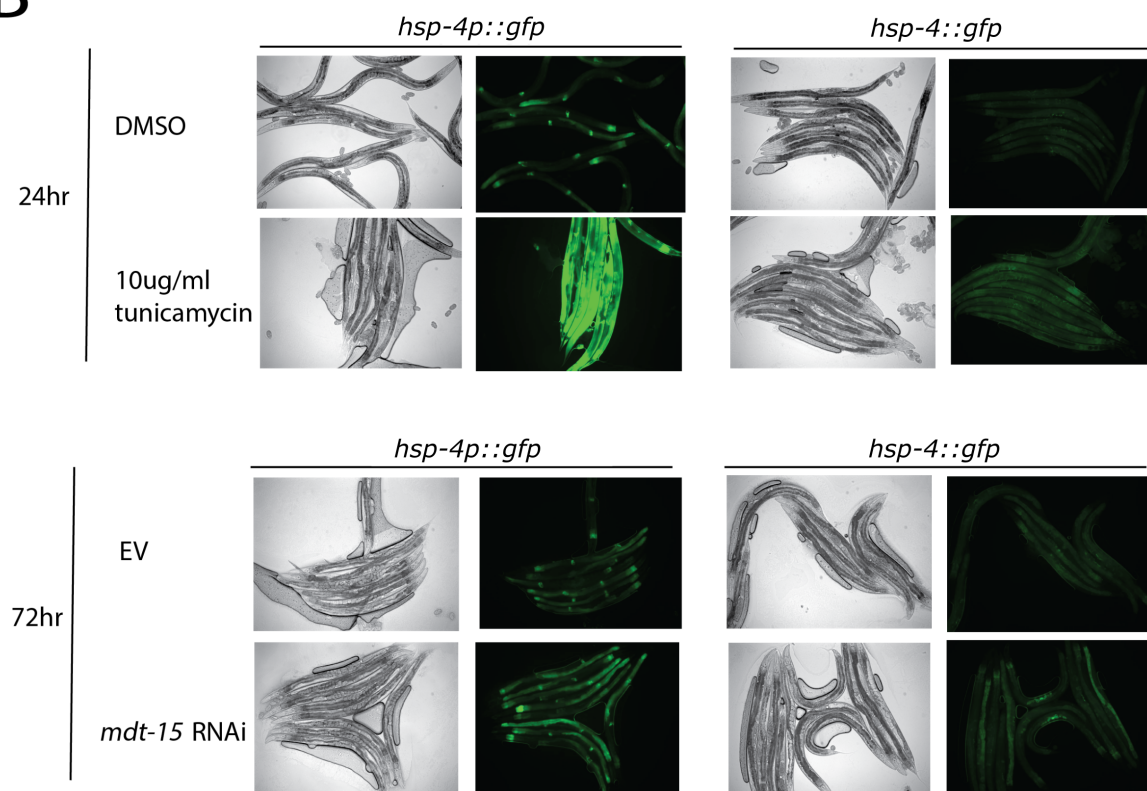 B
hsp-4p::gfp
hsp-4::gfp
24hr
DMSO
10ug/ml
tunicamycin
hsp-4p::gfp
hsp-4::gfp
72hr
EV
mdt-15 RNAi